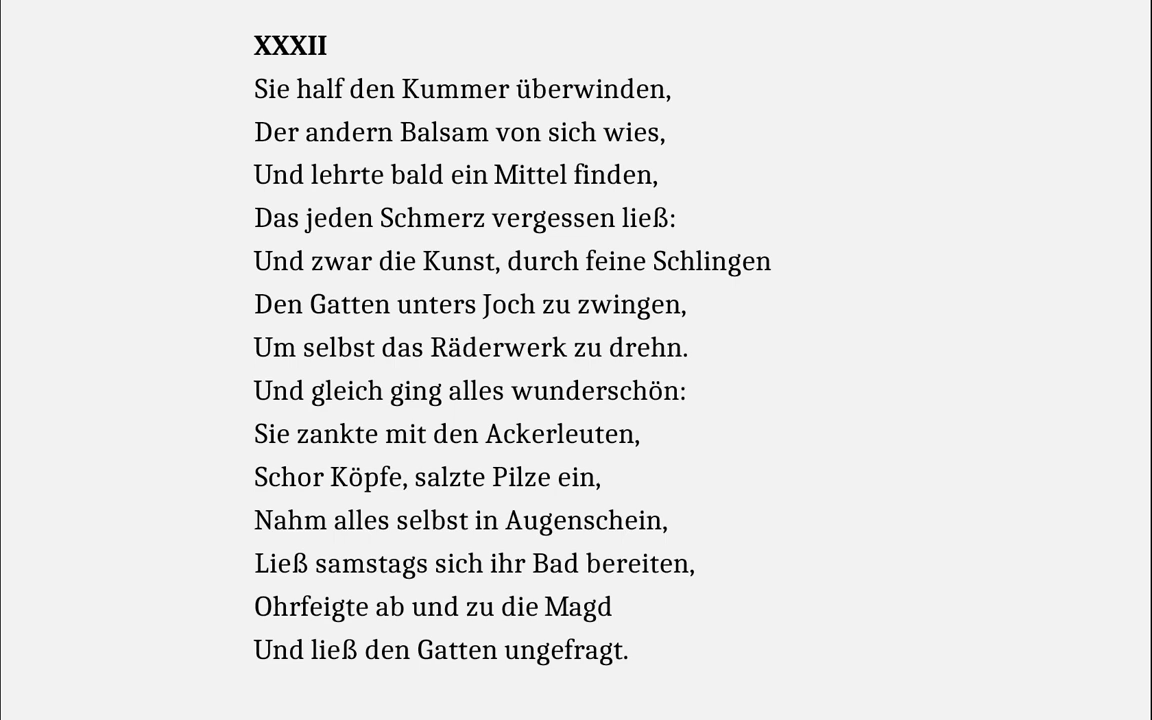 XXXII
Sie half den Kummer überwinden,
Der andern Balsam von sich wies,
Und lehrte bald ein Mittel finden,
Das jeden Schmerz vergessen ließ:
Und zwar die Kunst, durch feine Schlingen
Den Gatten unters Joch zu zwingen,
Um selbst das Räderwerk zu drehn.
Und gleich ging alles wunderschön:
Sie zankte mit den Ackerleuten,
Schor Köpfe, salzte Pilze ein,
Nahm alles selbst in Augenschein,
Ließ samstags sich ihr Bad bereiten,
Ohrfeigte ab und zu die Magd
Und ließ den Gatten ungefragt.